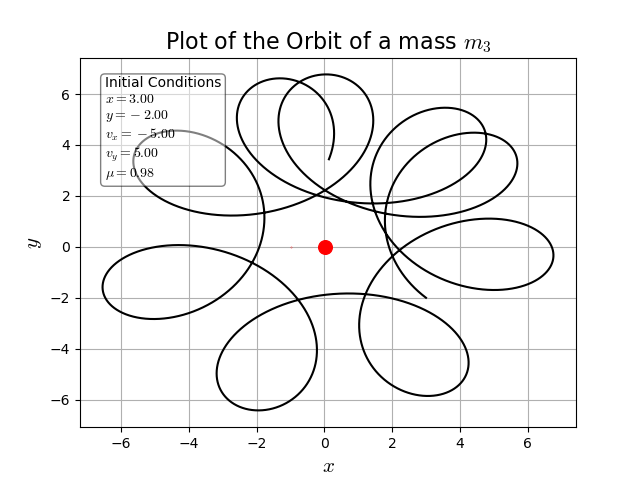 Plot of the Orbit of a mass m₃
Initial Conditions
x = 3.00
y = −2.00
vₓ = −5.00
v_y = 5.00
μ = 0.98
6
4
2
0
−2
−4
−6
y
−6 −4 −2 0 2 4 6
x